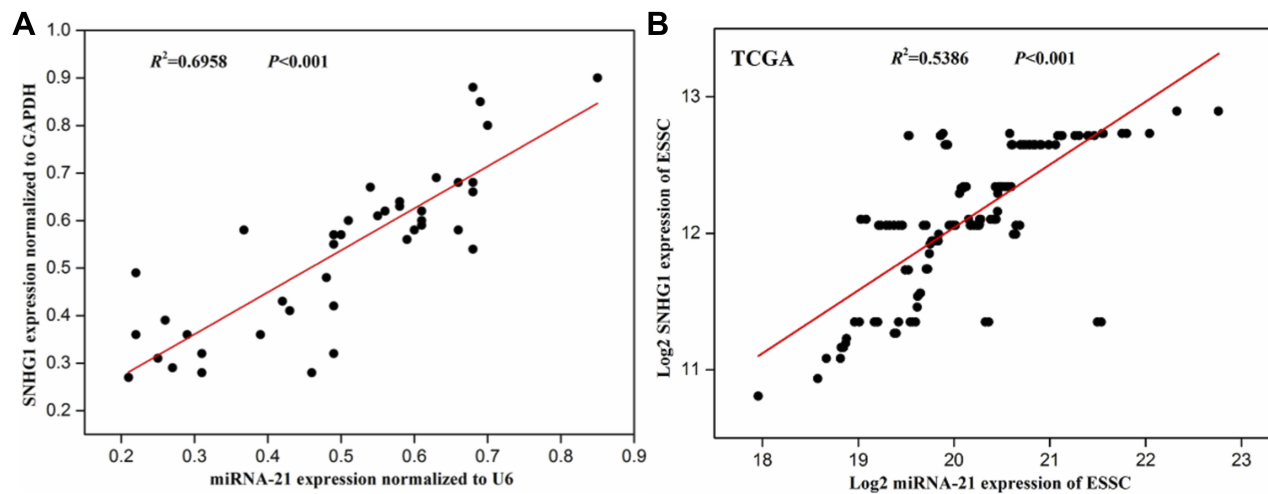 A
R²=0.6958 P<0.001
SNHG1 expression normalized to GAPDH
1.0
0.9
0.8
0.7
0.6
0.5
0.4
0.3
0.2
0.2 0.3 0.4 0.5 0.6 0.7 0.8 0.9
miRNA-21 expression normalized to U6
B
TCGA R²=0.5386 P<0.001
Log2 SNHG1 expression of ESSC
13
12
11
18 19 20 21 22 23
Log2 miRNA-21 expression of ESSC